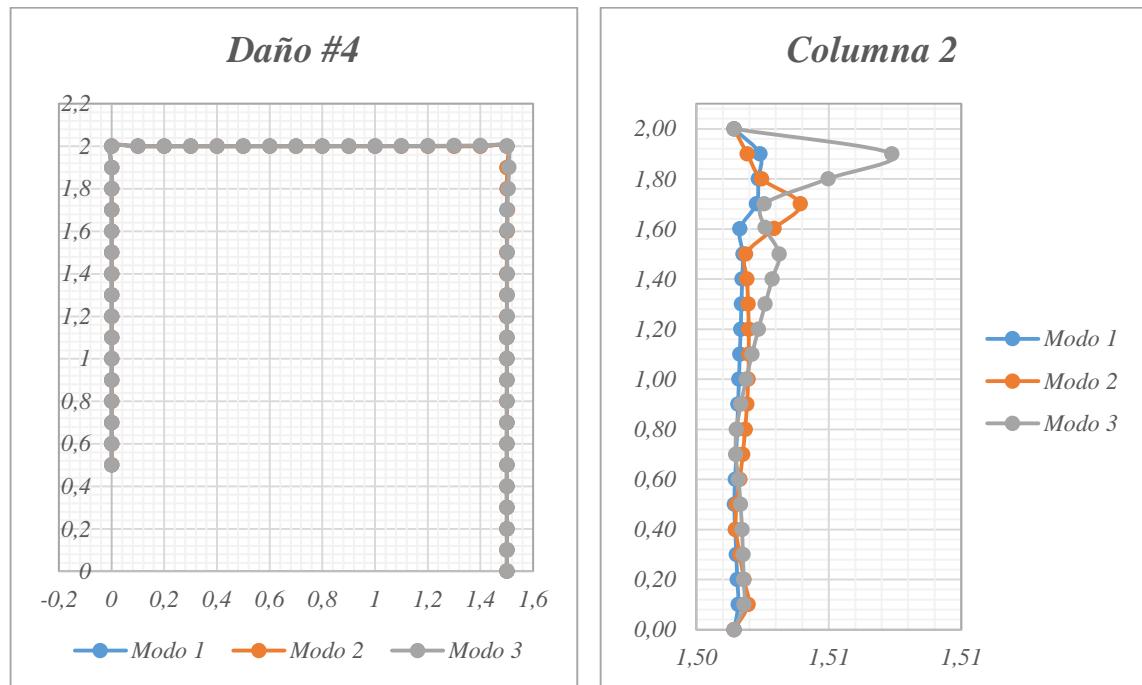 Daño #4
2,2
2
1,8
1,6
1,4
1,2
1
0,8
0,6
0,4
0,2
0
-0,2 0 0,2 0,4 0,6 0,8 1 1,2 1,4 1,6
Modo 1 Modo 2 Modo 3
Columna 2
2,00
1,80
1,60
1,40
1,20
1,00
0,80
0,60
0,40
0,20
0,00
1,50 1,51 1,51
Modo 1
Modo 2
Modo 3